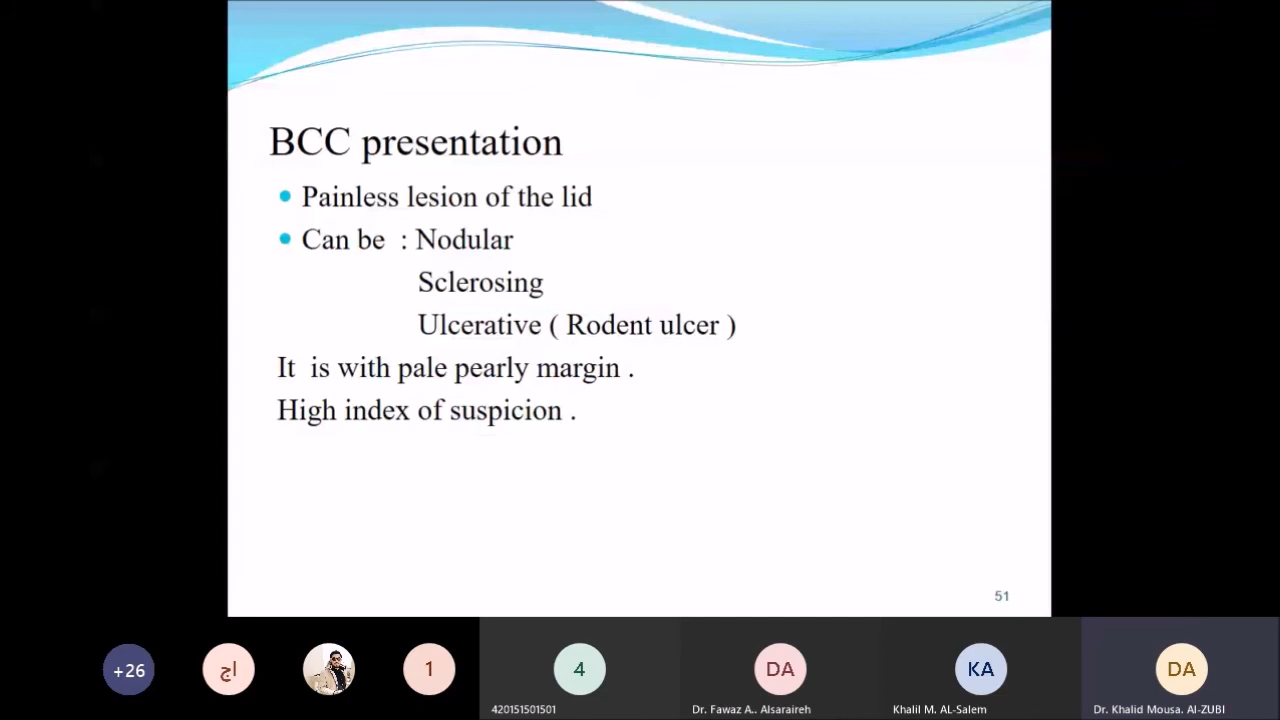 BCC presentation
Painless lesion of the lid
Can be : Nodular
Sclerosing
Ulcerative ( Rodent ulcer )
It is with pale pearly margin .
High index of suspicion .
51
+26
اج
1
4
DA
KA
DA
420151501501
Dr. Fawaz A.. Alsaraireh
Khalil M. AL-Salem
Dr. Khalid Mousa. Al-ZUBI